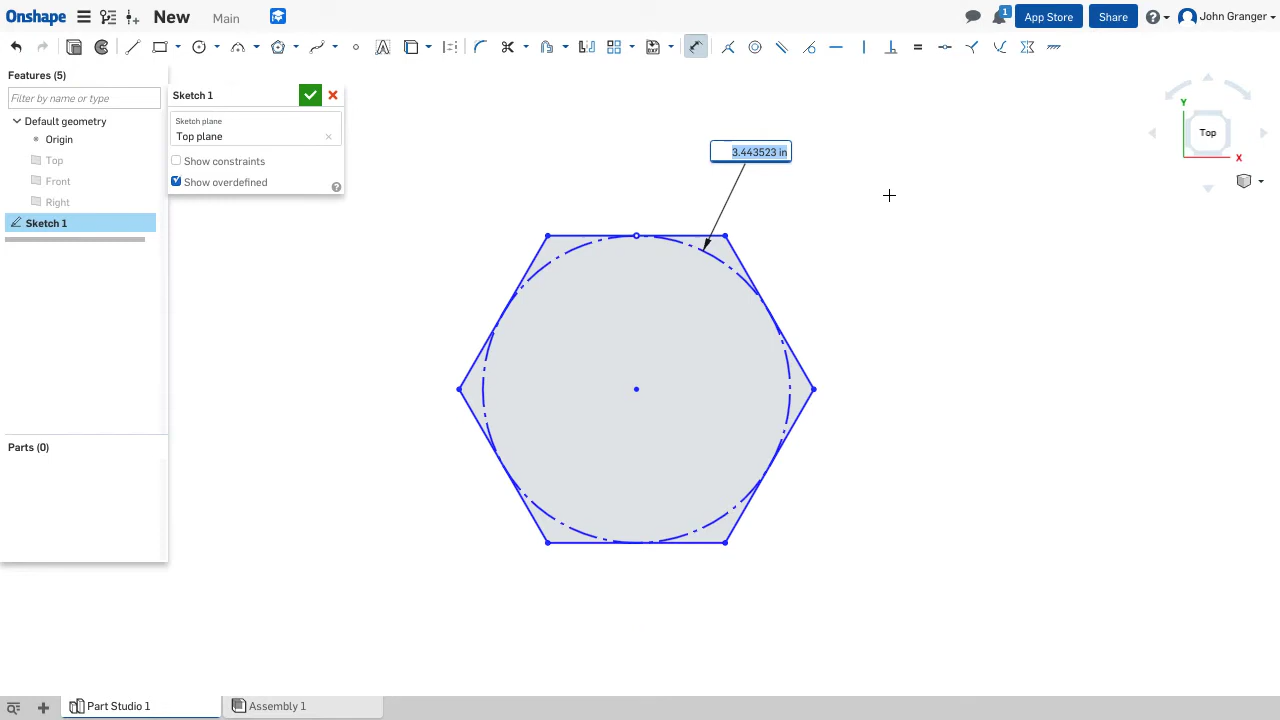 Onshape New Main 1 App Store Share John Granger
Features (5)
Filter by name or type
Default geometry
Origin
Top
Front
Right
Sketch 1
Parts (0)
Sketch 1
Sketch plane
Top plane
Show constraints
Show overdefined
3.443523 in
Y
Top
X
Part Studio 1 Assembly 1